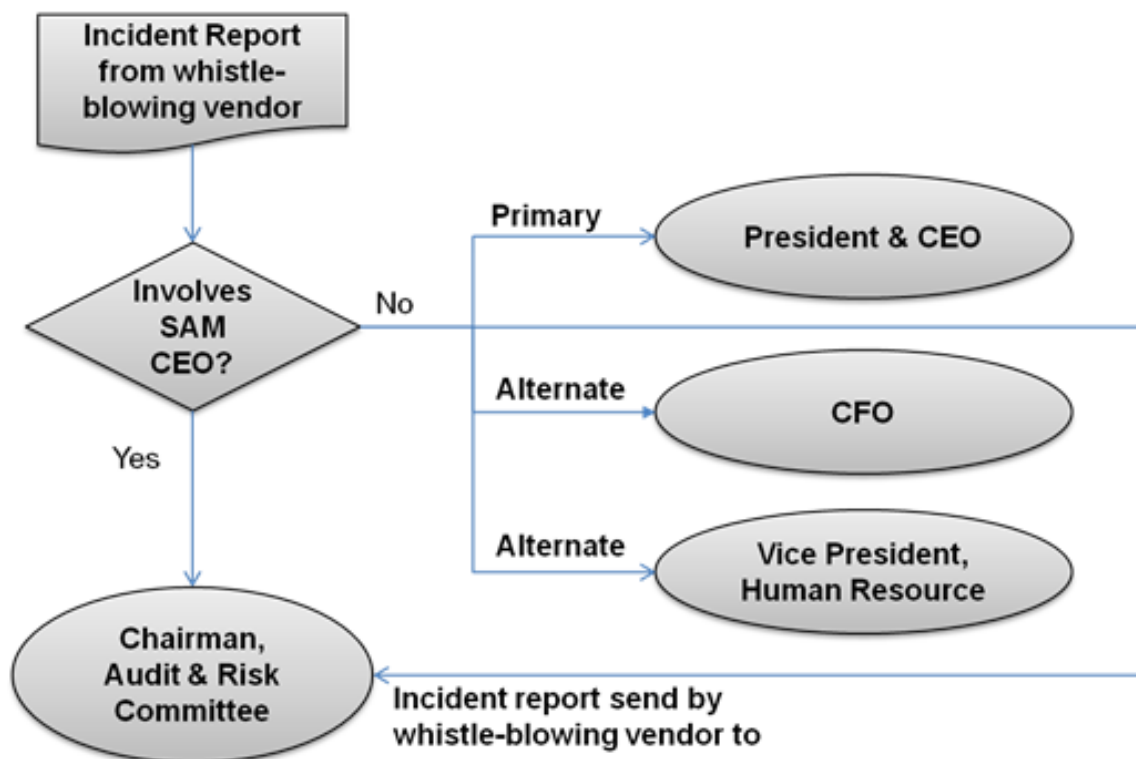 Incident Report
from whistle-
blowing vendor
Primary
President & CEO
Involves
SAM
CEO?
No
Alternate
CFO
Yes
Alternate
Vice President,
Human Resource
Chairman,
Audit & Risk
Committee
Incident report send by
whistle-blowing vendor to